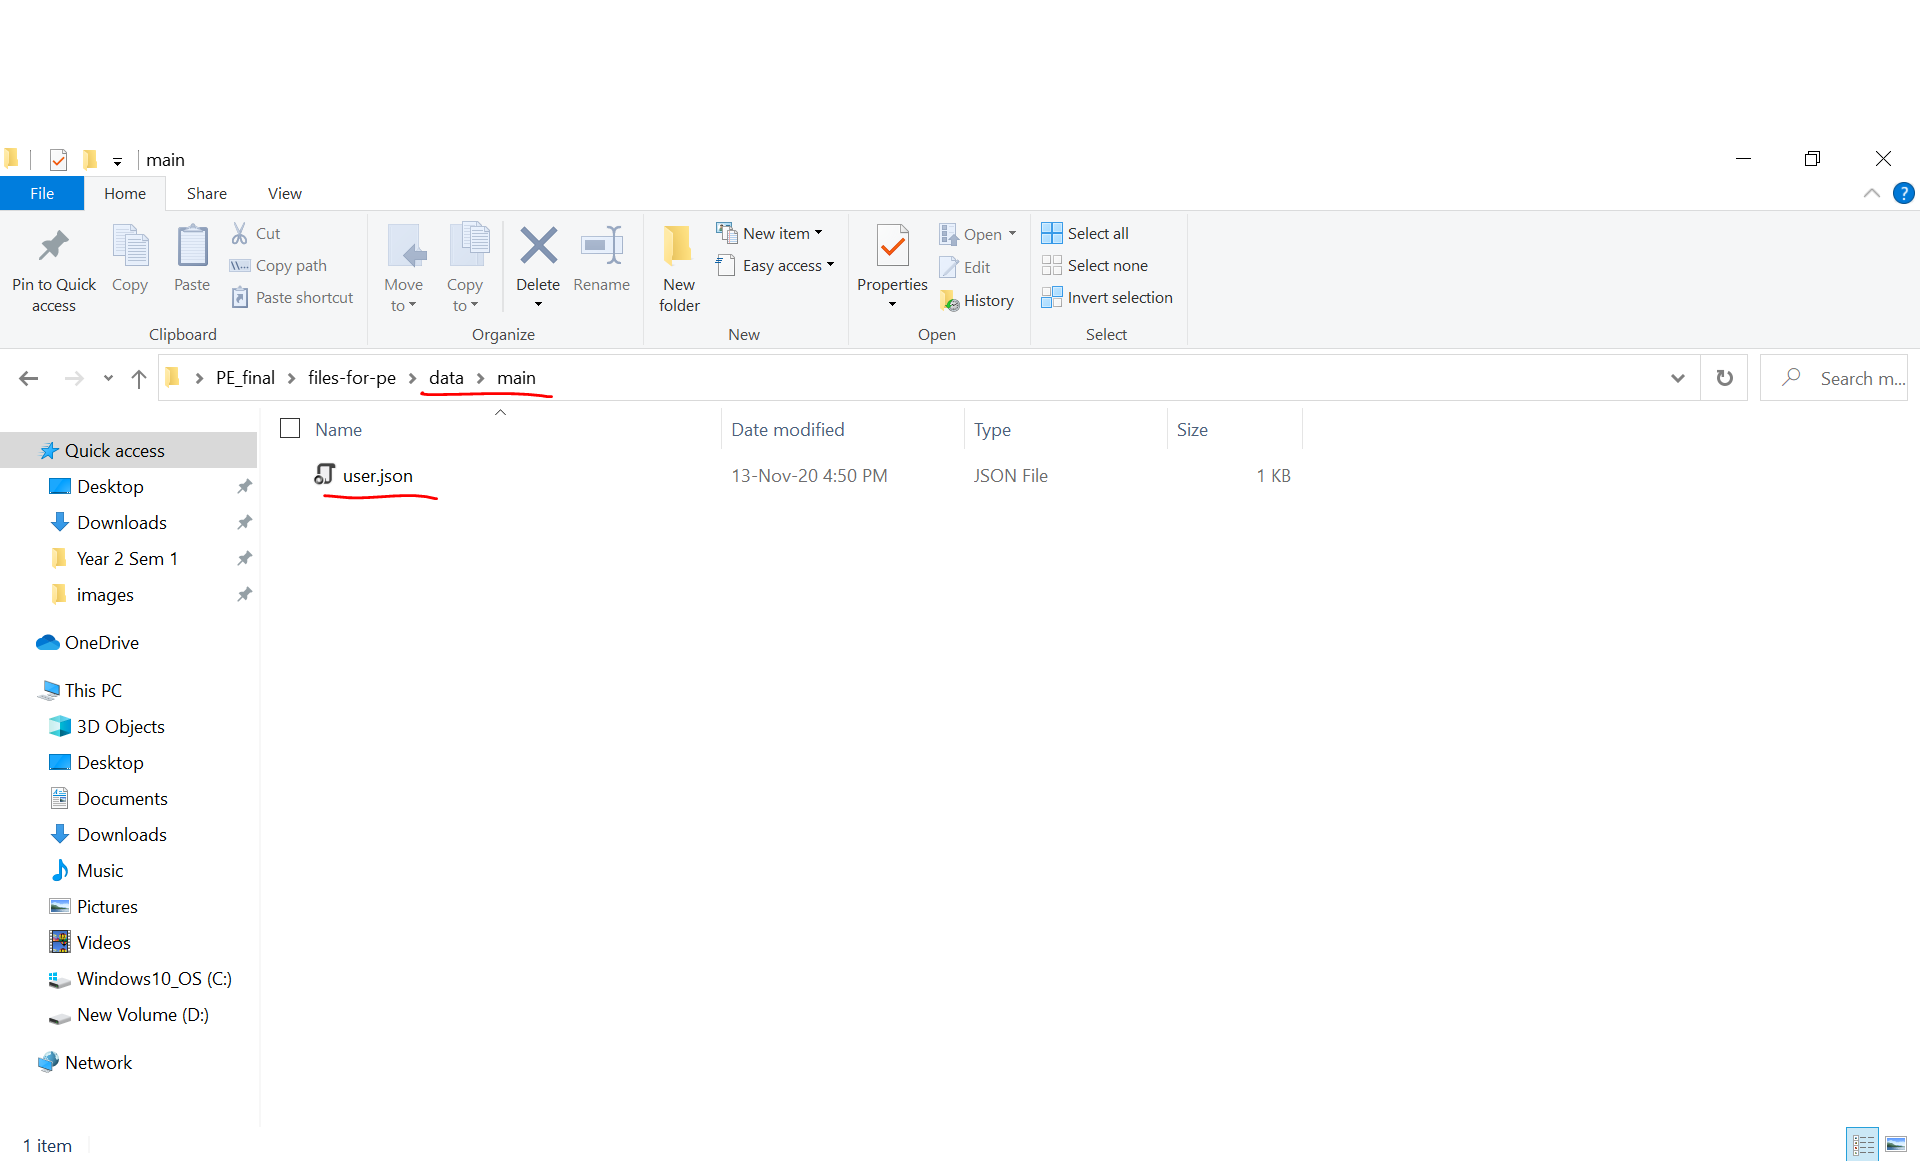 main
File Home Share View
Pin to Quick access
Copy
Paste
Cut
Copy path
Paste shortcut
Clipboard
Move to
Copy to
Delete
Rename
Organize
New folder
New item
Easy access
New
Properties
Open
Edit
History
Open
Select all
Select none
Invert selection
Select
PE_final files-for-pe data main
Search m...
Name Date modified Type Size
user.json 13-Nov-20 4:50 PM JSON File 1 KB
Quick access
Desktop
Downloads
Year 2 Sem 1
images
OneDrive
This PC
3D Objects
Desktop
Documents
Downloads
Music
Pictures
Videos
Windows10_OS (C:)
New Volume (D:)
Network
1 item